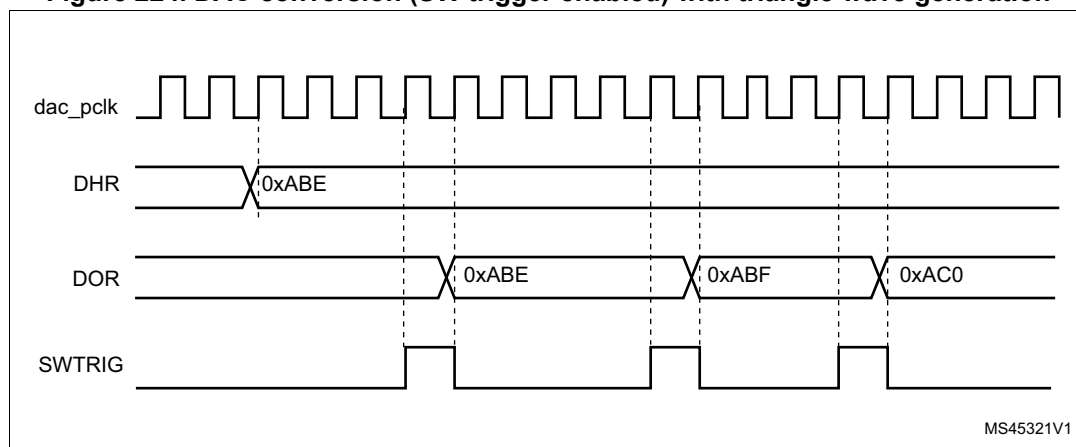 dac_pclk
DHR
0xABE
DOR
0xABE
0xABF
0xAC0
SWTRIG
MS45321V1